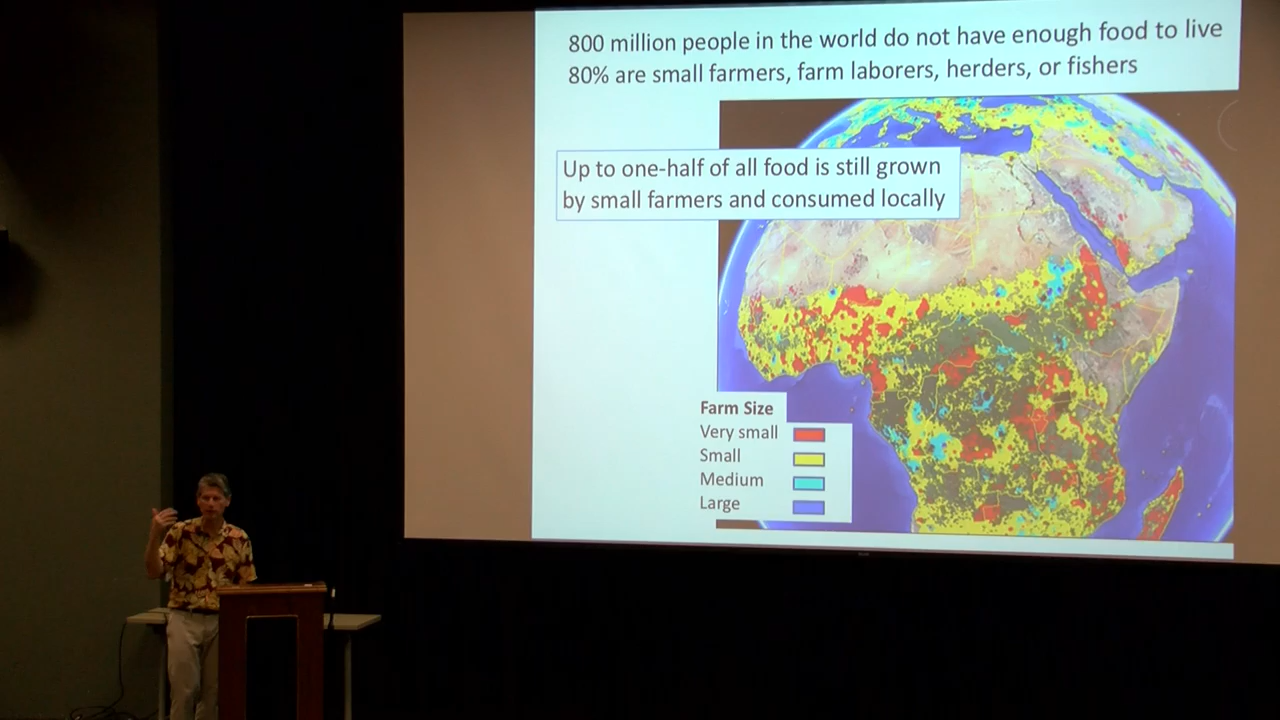 800 million people in the world do not have enough food to live
80% are small farmers, farm laborers, herders, or fishers
Up to one-half of all food is still grown
by small farmers and consumed locally
Farm Size
Very small
Small
Medium
Large